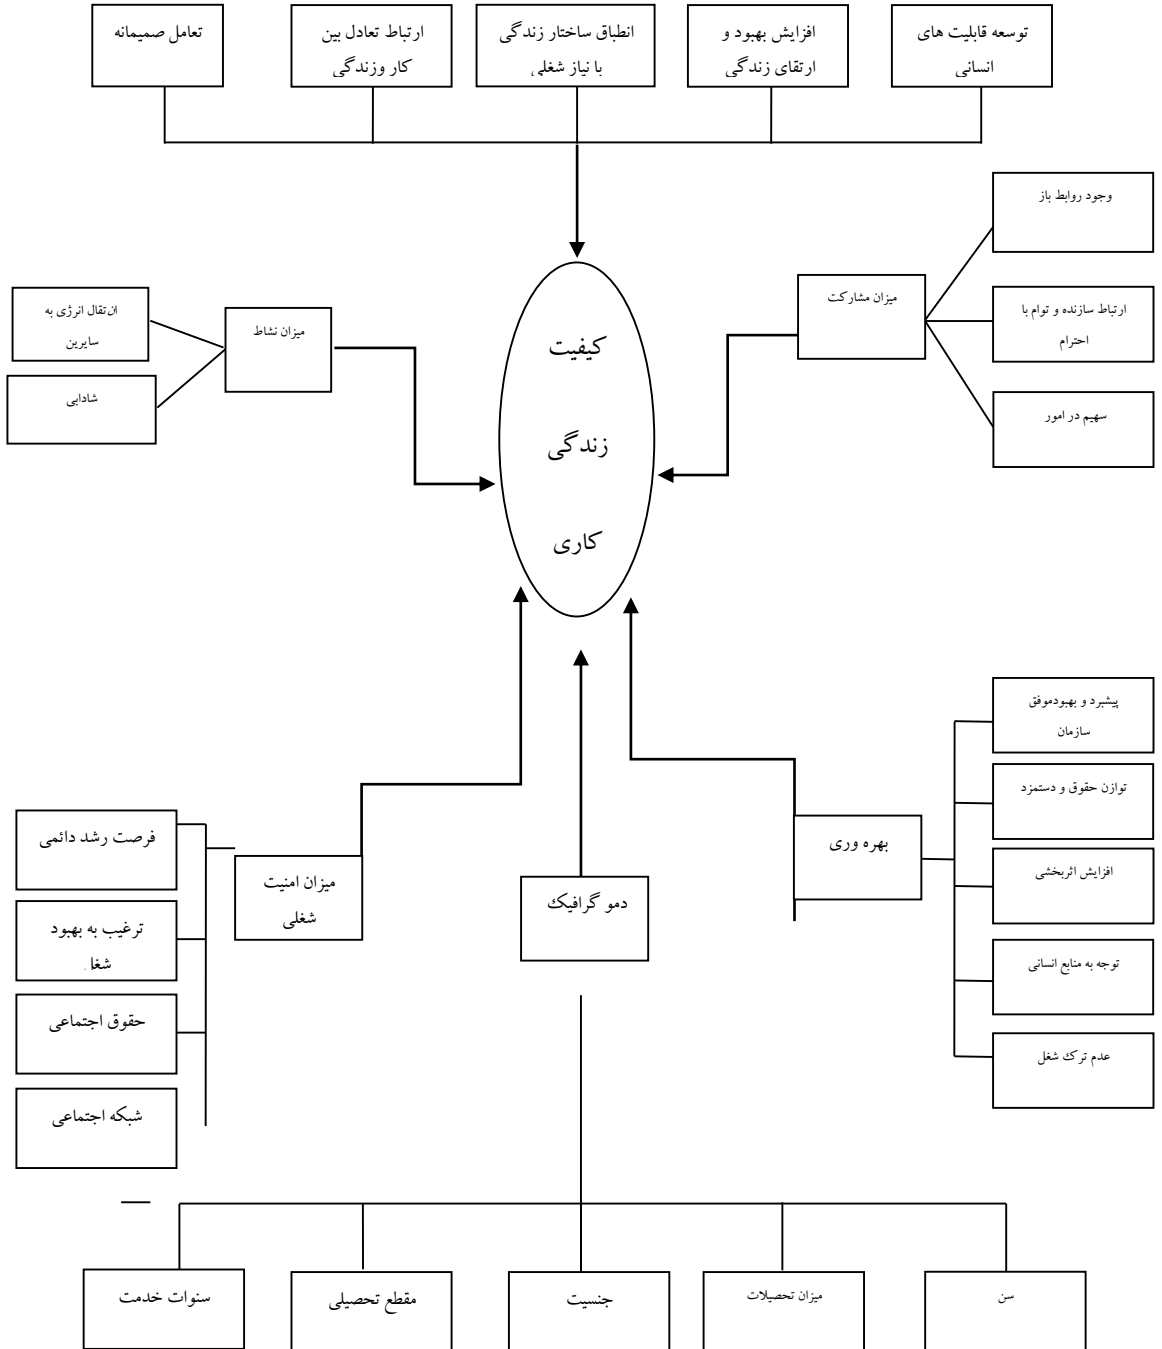 توسعه قابلیت های
انسانی
افزایش بهبود و
ارتقای زندگی
انطباق ساختار زندگی
با نیاز شغلی
ارتباط تعادل بین
کار وزندگی
تعامل صمیمانه
وجود روابط باز
ارتباط سازنده و توام با
احترام
سهیم در امور
میزان مشارکت
کیفیت
زندگی
کاری
میزان نشاط
انتقال انرژی به
سایرین
شادابی
پیشبرد و بهبودموفق
سازمان
توازن حقوق و دستمزد
افزایش اثربخشی
توجه به منابع انسانی
عدم ترک شغل
بهره وری
دمو گرافیک
میزان امنیت
شغلی
فرصت رشد دائمی
ترغیب به بهبود
شغل
حقوق اجتماعی
شبکه اجتماعی
سن
میزان تحصیلات
جنسیت
مقطع تحصیلی
سنوات خدمت